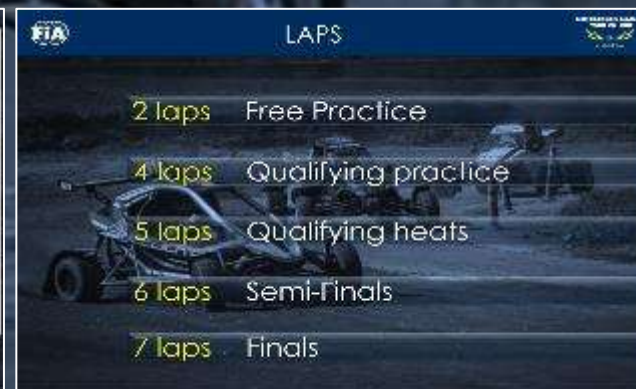 FIA
LAPS
2 laps Free Practice
4 laps Qualifying practice
5 laps Qualifying heats
6 laps Semi-Finals
7 laps Finals